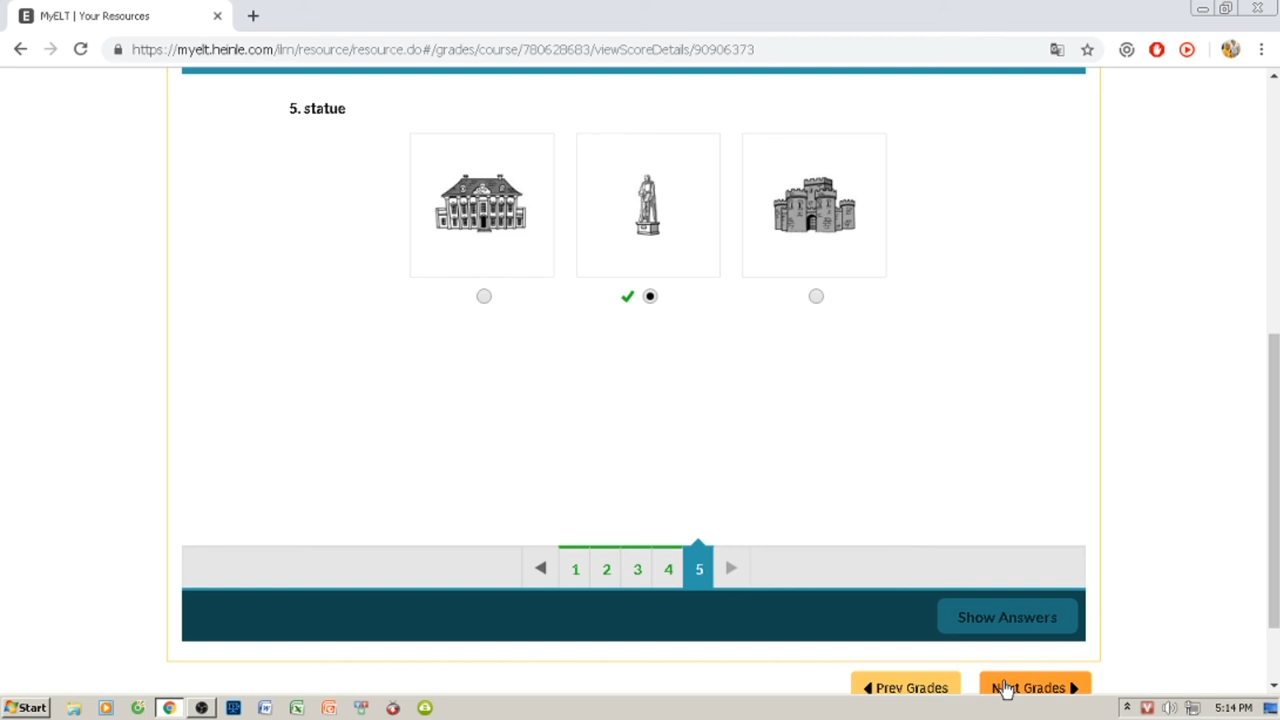 MyELT | Your Resources
https://myelt.heinle.com/ilrn/resource/resource.do#/grades/course/780628683/viewScoreDetails/90906373
5. statue
1 2 3 4 5
Show Answers
Prev Grades
Next Grades
Start
5:14 PM